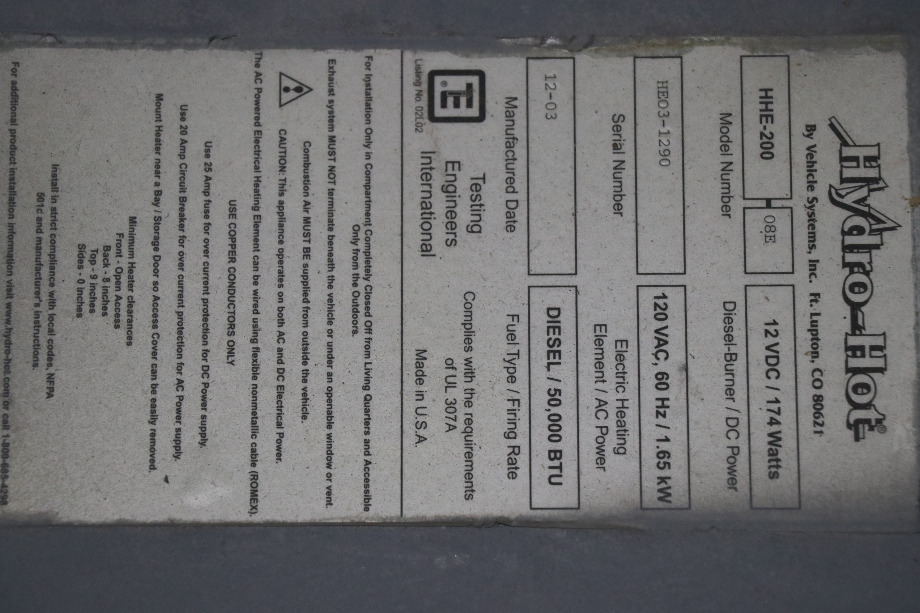 Hydro-Hot®
By Vehicle Systems, Inc. Ft. Lupton, CO 80621
HHE-200 - 08E
Model Number
12 VDC / 174 Watts
Diesel-Burner / DC Power
HE03-1290
Serial Number
120 VAC, 60 Hz / 1.65 kW
Electric Heating
Element / AC Power
12-03
Manufactured Date
DIESEL / 50,000 BTU
Fuel Type / Firing Rate
TE®
Listing No. 02L02
Testing
Engineers
International
Complies with the requirements
of UL 307A
Made in U.S.A
For Installation Only in Compartment Completely Closed Off from Living Quarters and Accessible
Only from the Outdoors.
Exhaust system MUST NOT terminate beneath the vehicle or under an openable window or vent.
Combustion Air MUST BE supplied from outside the vehicle.
CAUTION: This appliance operates on both AC and DC Electrical Power.
The AC Powered Electrical Heating Element can be wired using flexible nonmetallic cable (ROMEX).
USE COPPER CONDUCTORS ONLY
Use 25 Amp fuse for over current protection for DC Power supply.
Use 20 Amp Circuit Breaker for over current protection for AC Power supply.
Mount Heater near a Bay / Storage Door so Access Cover can be easily removed.
Minimum Heater clearances
Front - Open Access
Back - 8 inches
Top - 9 inches
Sides - 0 inches
Install in strict compliance with local codes, NFPA
501c and manufacturer's instructions.
For additional product installation information visit www.hydro-hot.com or call 1-800-685-4298